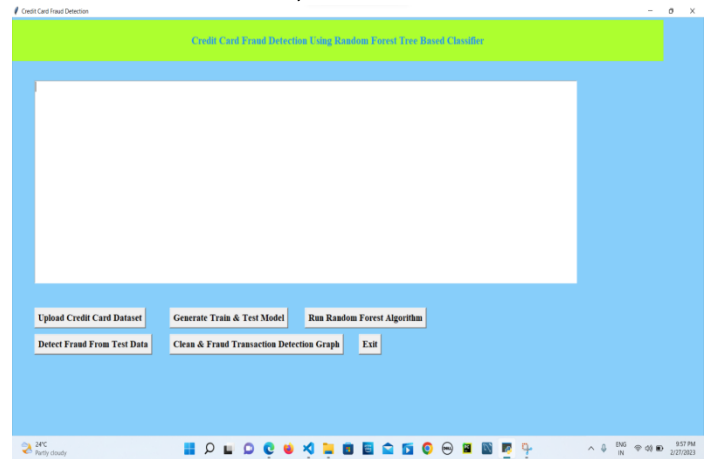 Credit Card Fraud Detection
Credit Card Fraud Detection Using Random Forest Tree Based Classifier
Upload Credit Card Dataset Generate Train & Test Model Run Random Forest Algorithm
Detect Fraud From Test Data Clean & Fraud Transaction Detection Graph Exit
24°C
Partly cloudy
ENG
IN
9:57 PM
2/27/2023